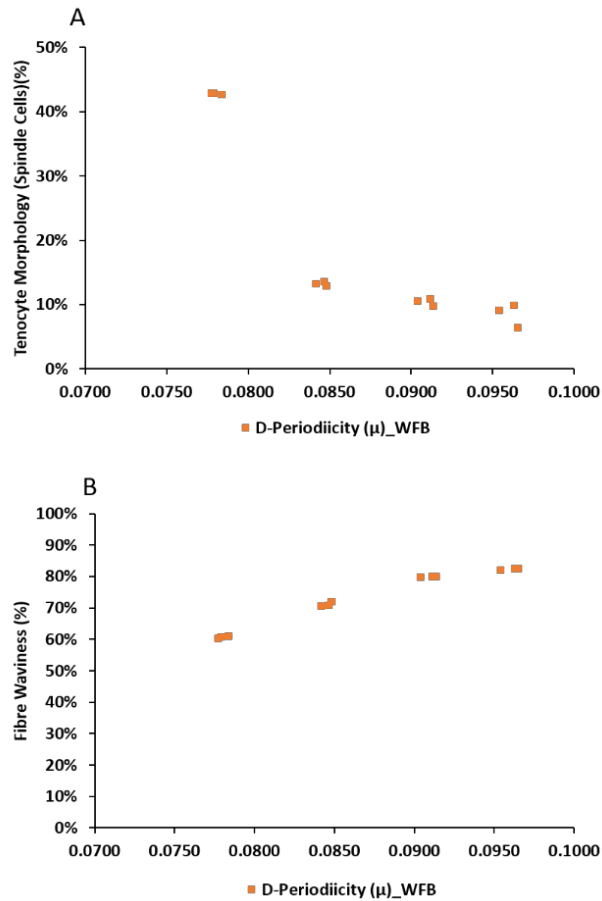 A
Tenocyte Morphology (Spindle Cells)(%)
50%
40%
30%
20%
10%
0%
0.0700 0.0750 0.0800 0.0850 0.0900 0.0950 0.1000
D-Periodiicity (µ)_WFB
B
Fibre Waviness (%)
100%
90%
80%
70%
60%
50%
40%
30%
20%
10%
0%
0.0700 0.0750 0.0800 0.0850 0.0900 0.0950 0.1000
D-Periodiicity (µ)_WFB